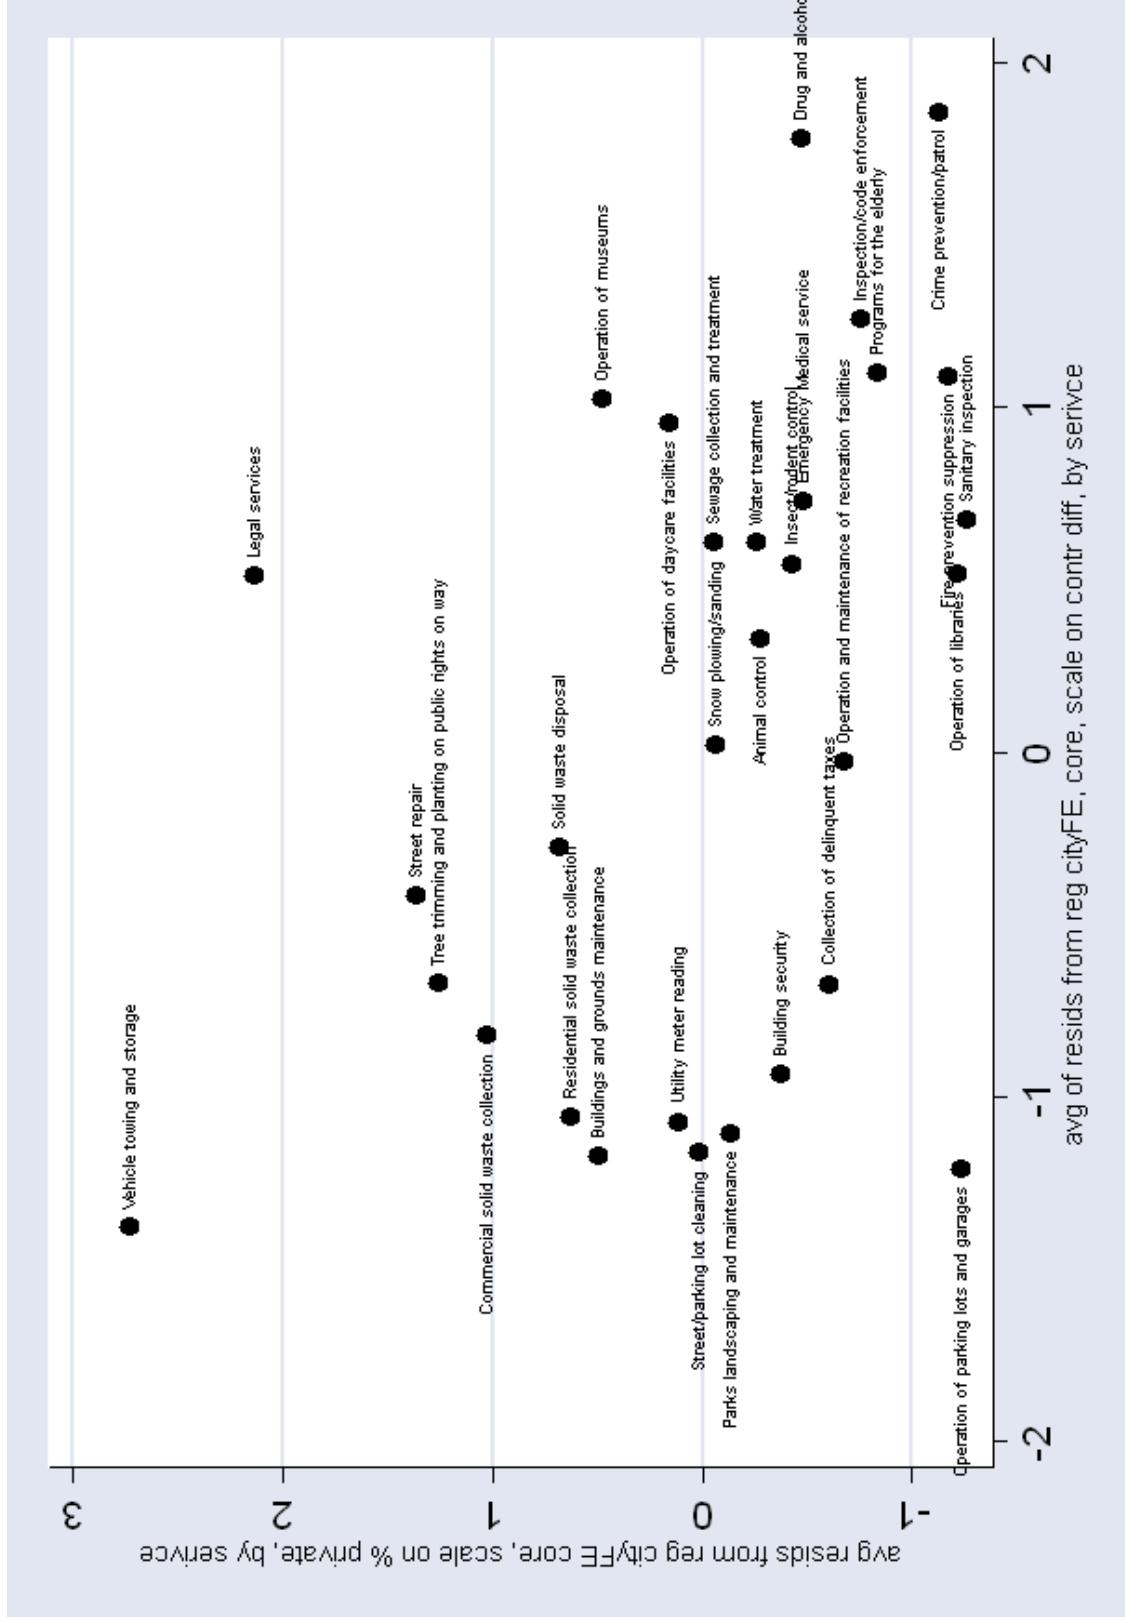 3
2
1
0
-1
avg resids from reg cityFE core, scale on % private, by serivce
Vehicle towing and storage
Legal services
Street repair
Tree trimming and planting on public rights on way
Commercial solid waste collection
Solid waste disposal
Residential solid waste collection
Buildings and grounds maintenance
Operation of museums
Operation of daycare facilities
Utility meter reading
Street/parking lot cleaning
Snow plowing/sanding
Sewage collection and treatment
Parks landscaping and maintenance
Water treatment
Animal control
Building security
Insect/rodent control
Emergency Medical service
Drug and alcoho
Collection of delinquent taxes
Operation and maintenance of recreation facilities
Inspection/code enforcement
Programs for the elderly
Crime prevention/patrol
Fire prevention suppression
Operation of libraries
Sanitary inspection
Operation of parking lots and garages
-2
-1
0
1
2
avg of resids from reg cityFE, core, scale on contr diff, by serivce